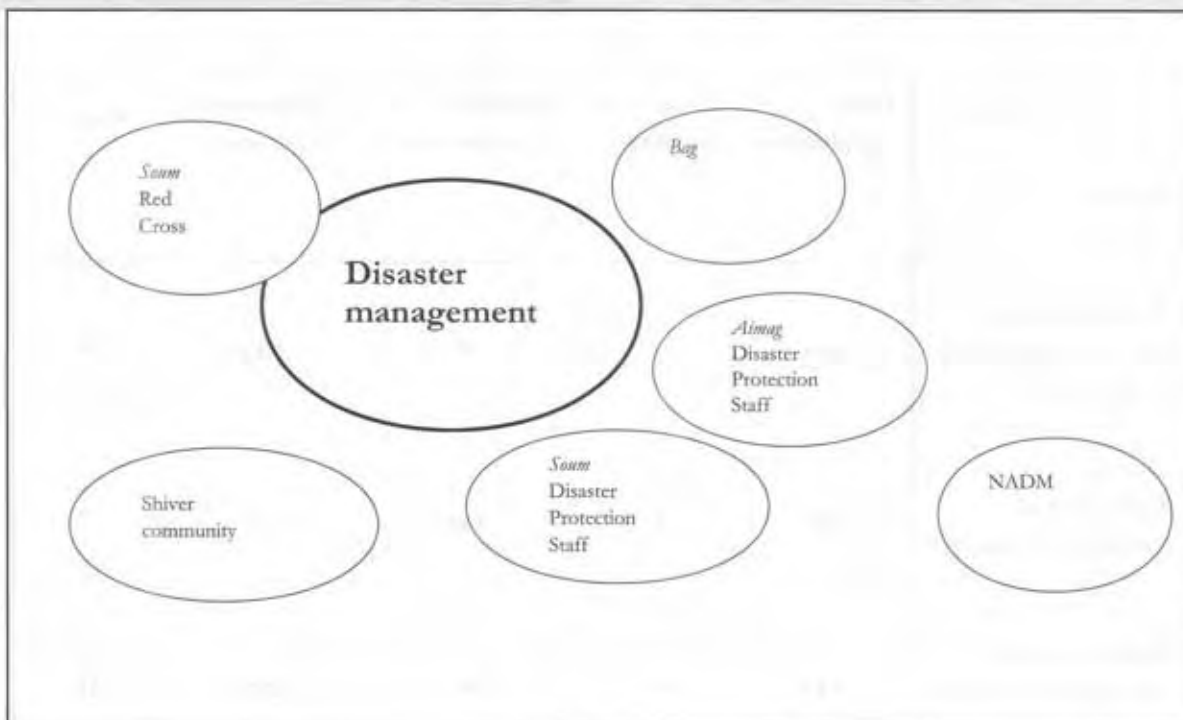 Soum
Red
Cross
Bag
Disaster
management
Aimag
Disaster
Protection
Staff
Soum
Disaster
Protection
Staff
Shiver
community
NADM